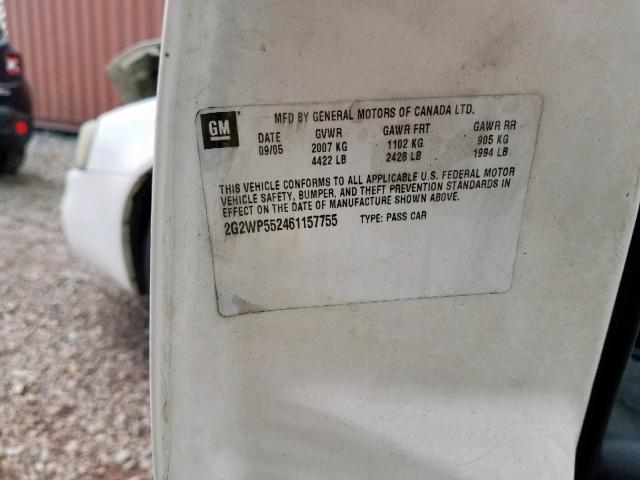 GM
MFD BY GENERAL MOTORS OF CANADA LTD.
DATE GVWR GAWR FRT GAWR RR
09/05 2007 KG 1102 KG 905 KG
4422 LB 2428 LB 1994 LB
THIS VEHICLE CONFORMS TO ALL APPLICABLE U.S. FEDERAL MOTOR
VEHICLE SAFETY, BUMPER, AND THEFT PREVENTION STANDARDS IN
EFFECT ON THE DATE OF MANUFACTURE SHOWN ABOVE.
2G2WP552461157755 TYPE: PASS CAR